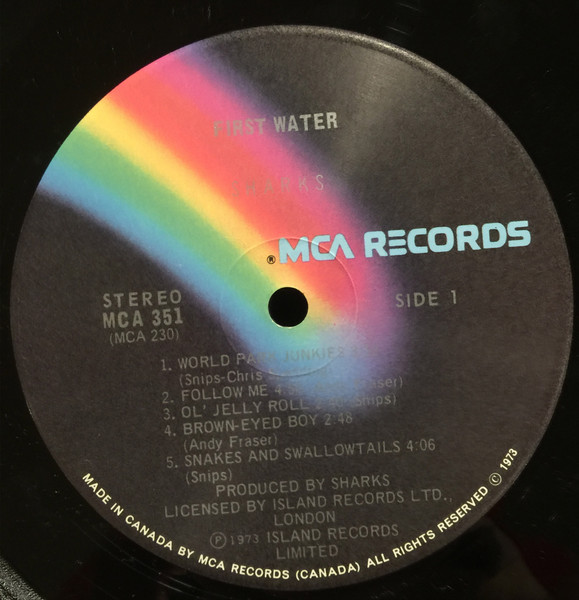 FIRST WATER
SHARKS
® MCA RECORDS
STEREO
MCA 351
(MCA 230)
SIDE 1
1. WORLD PARK JUNKIES
(Snips-Chris
2. FOLLOW ME Fraser)
3. OL' JELLY ROLL (Snips)
4. BROWN-EYED BOY 2:48
(Andy Fraser)
5. SNAKES AND SWALLOWTAILS 4:06
(Snips)
PRODUCED BY SHARKS
LICENSED BY ISLAND RECORDS LTD.,
LONDON
℗ 1973 ISLAND RECORDS
LIMITED
MADE IN CANADA BY MCA RECORDS (CANADA) ALL RIGHTS RESERVED © 1973